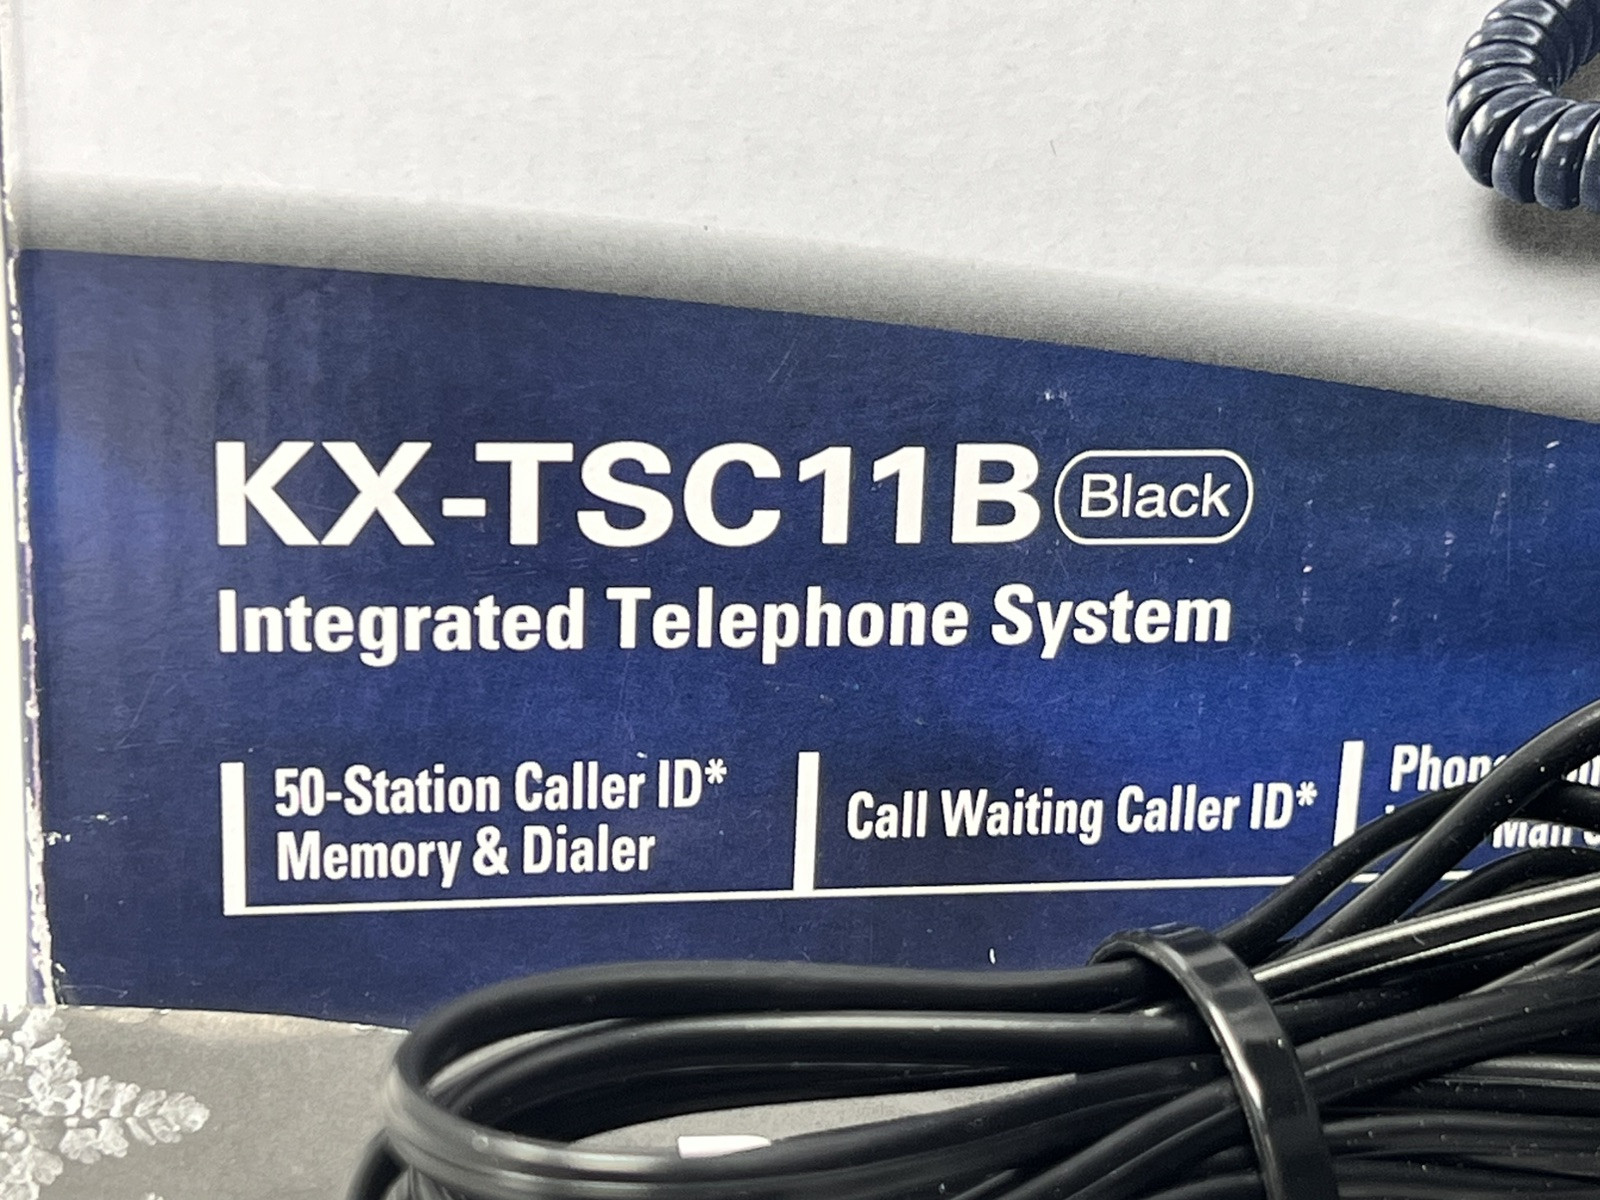 KX-TSC11B Black
Integrated Telephone System
50-Station Caller ID*
Memory & Dialer
Call Waiting Caller ID*